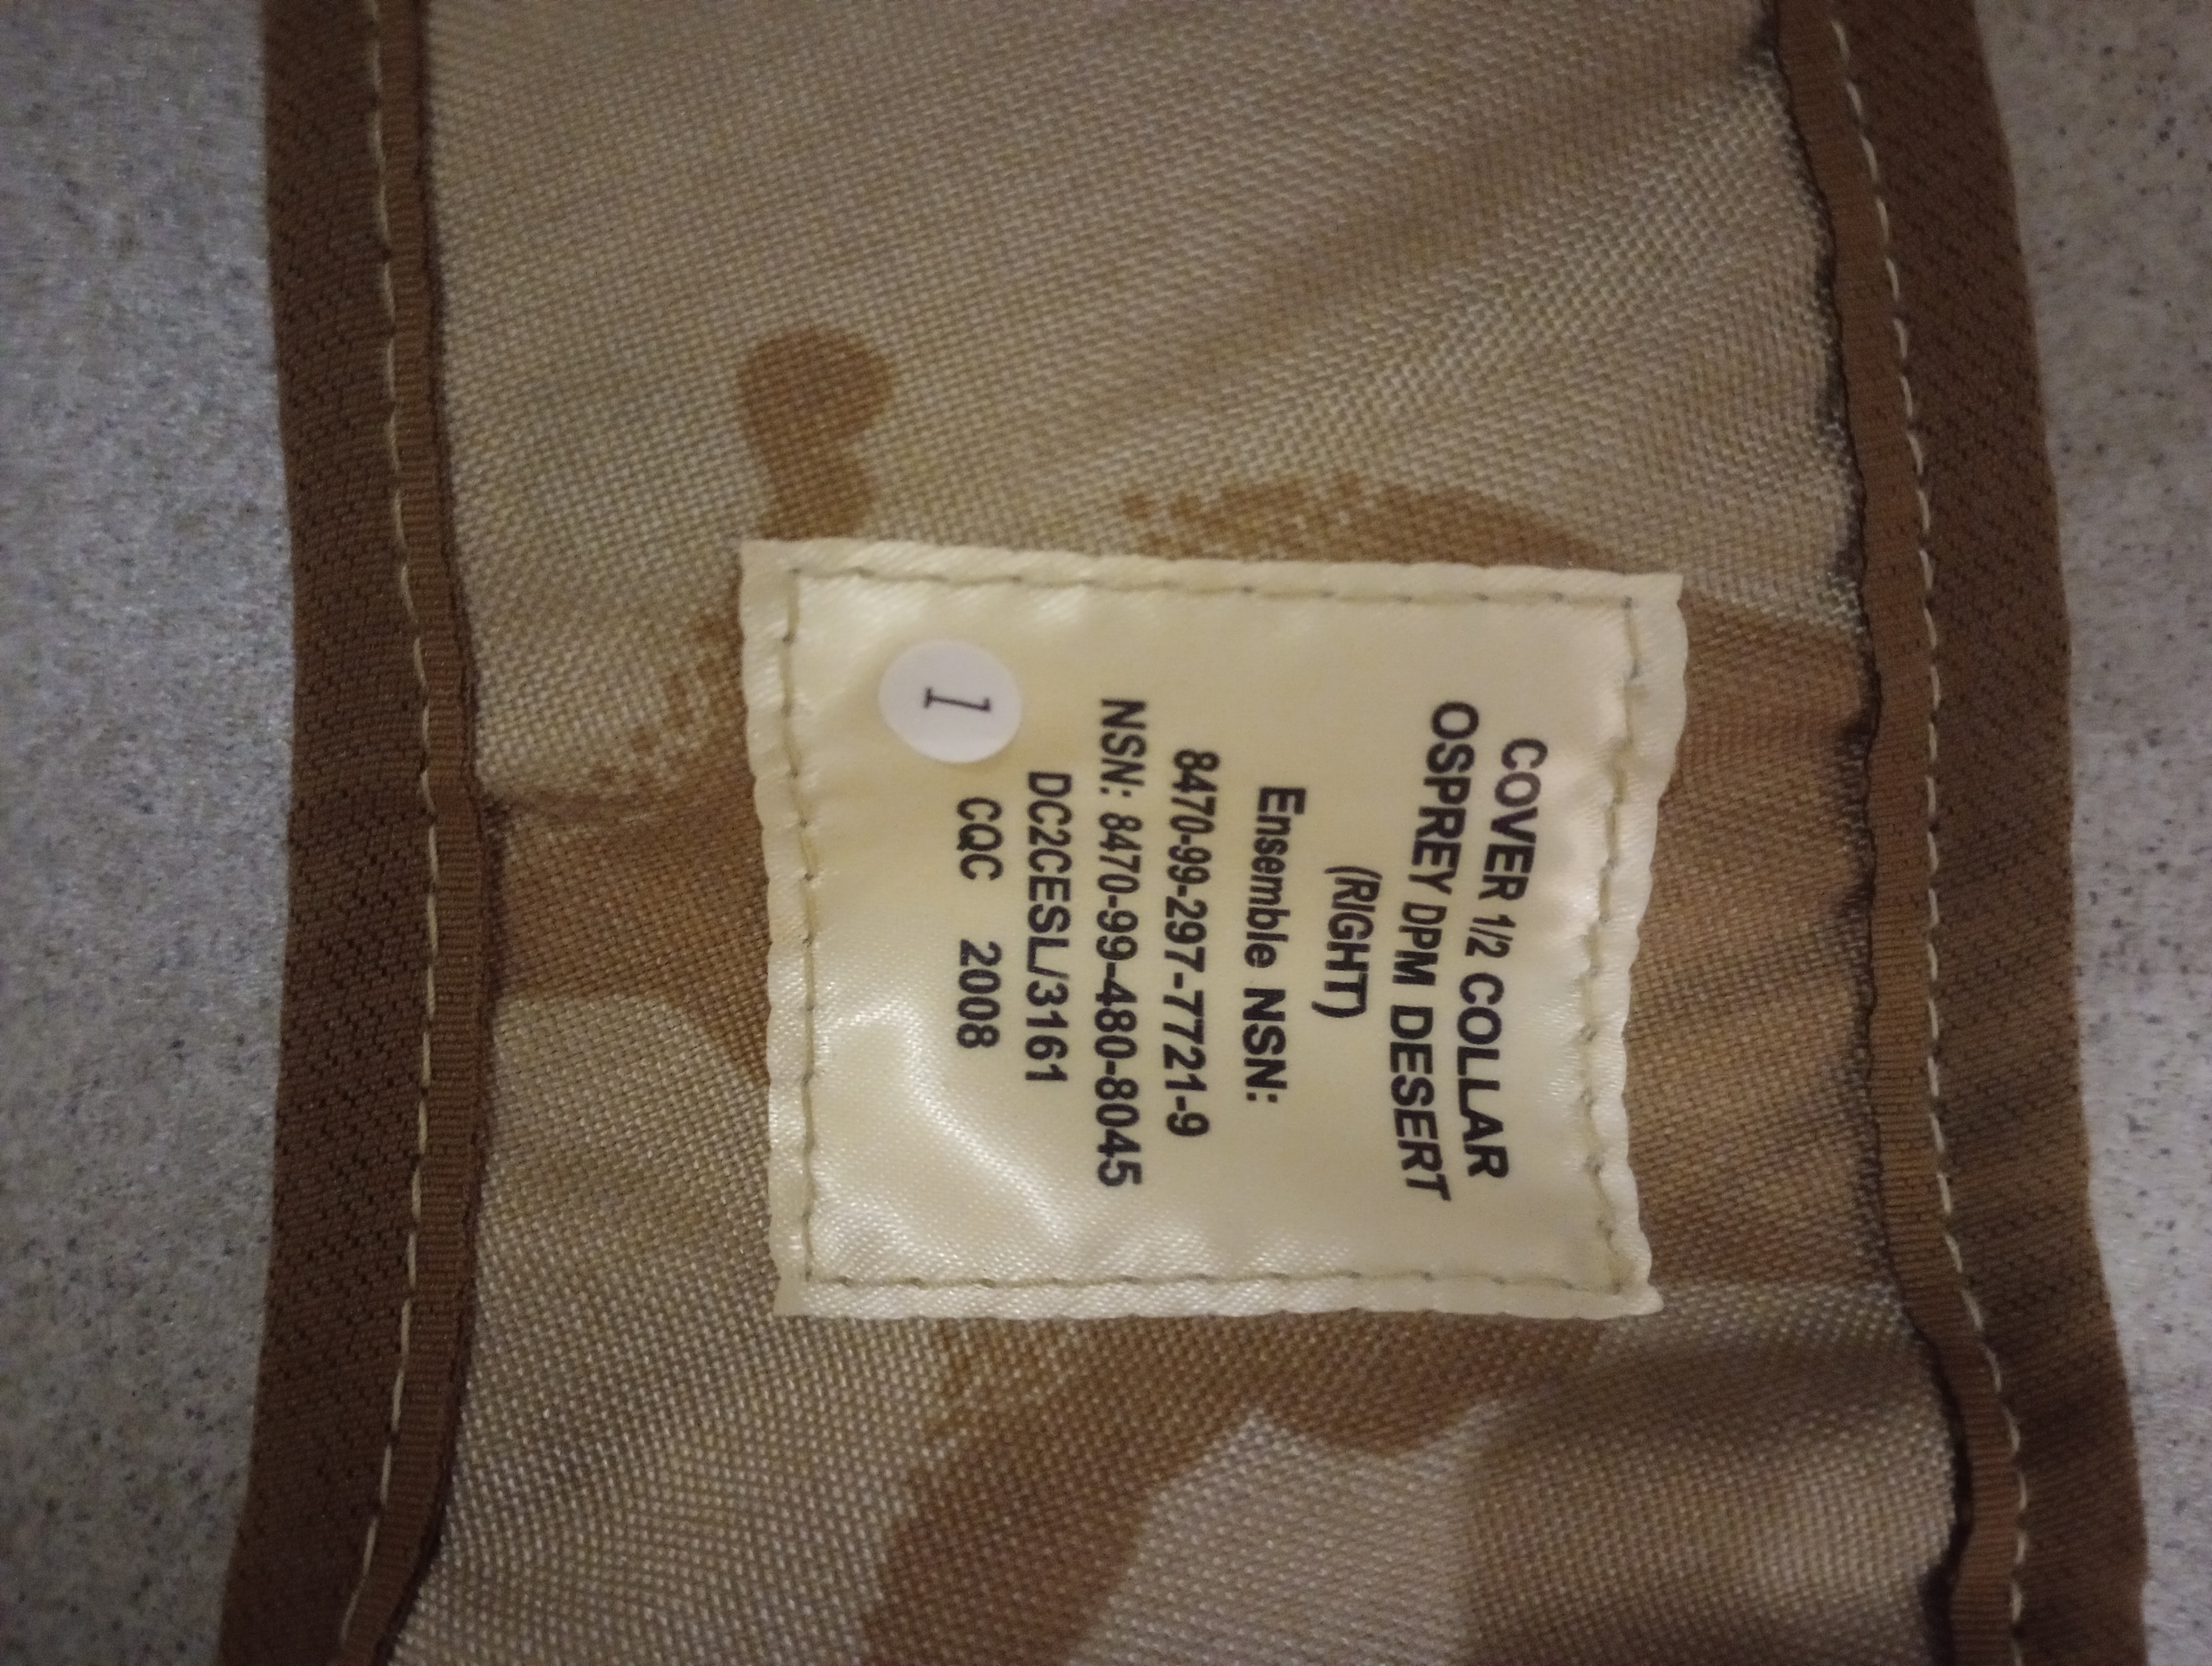 COVER 1/2 COLLAR
OSPREY DPM DESERT
(RIGHT)
Ensemble NSN:
8470-99-297-7721-9
NSN: 8470-99-480-8045
DC2CESL/3161
CQC 2008
1